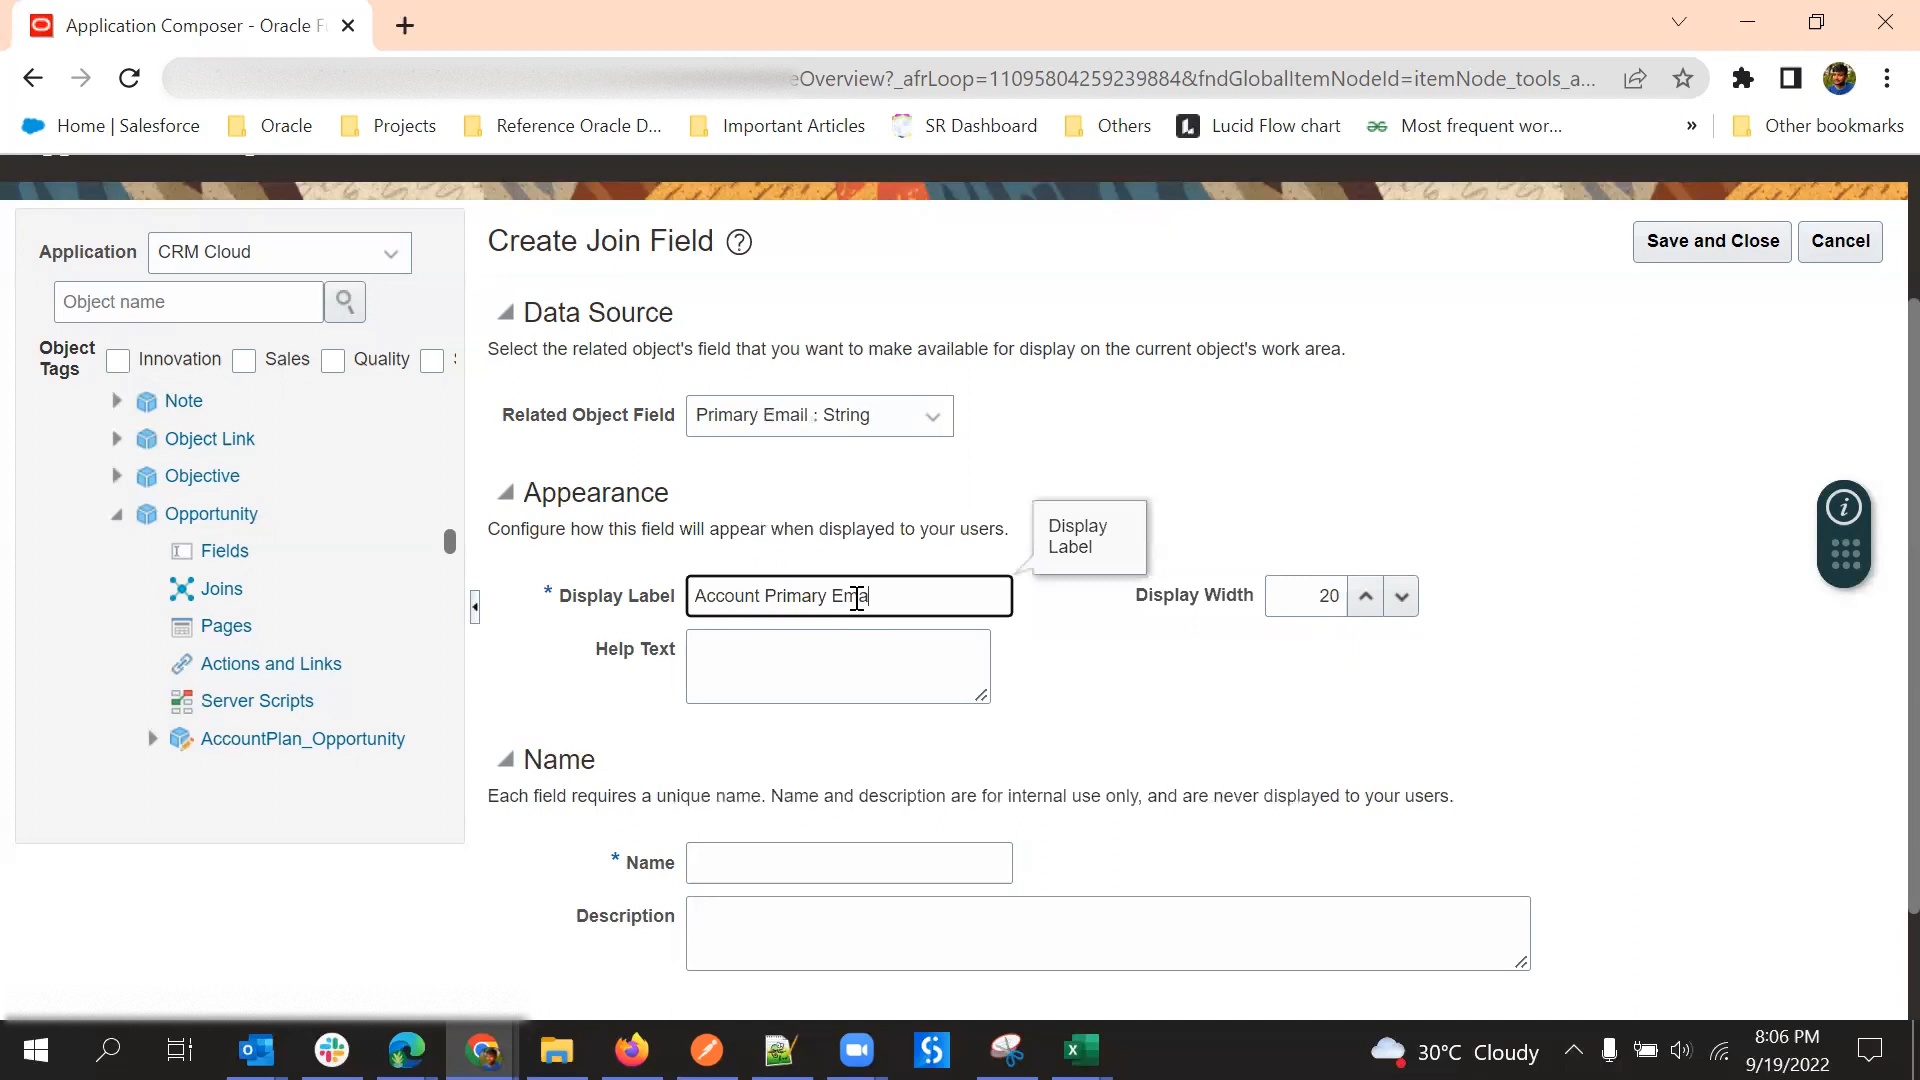 Application Composer - Oracle F
eOverview?_afrLoop=11095804259239884&fndGlobalItemNodeId=itemNode_tools_a...
Home | Salesforce
Oracle
Projects
Reference Oracle D...
Important Articles
SR Dashboard
Others
Lucid Flow chart
Most frequent wor...
»
Other bookmarks
Application
CRM Cloud
Object name
Object Tags
Innovation
Sales
Quality
Note
Object Link
Objective
Opportunity
Fields
Joins
Pages
Actions and Links
Server Scripts
AccountPlan_Opportunity
Create Join Field
Save and Close
Cancel
Data Source
Select the related object's field that you want to make available for display on the current object's work area.
Related Object Field
Primary Email : String
Appearance
Configure how this field will appear when displayed to your users.
Display
Label
* Display Label
Account Primary Ema
Display Width
20
Help Text
Name
Each field requires a unique name. Name and description are for internal use only, and are never displayed to your users.
* Name
Description
30°C Cloudy
8:06 PM
9/19/2022